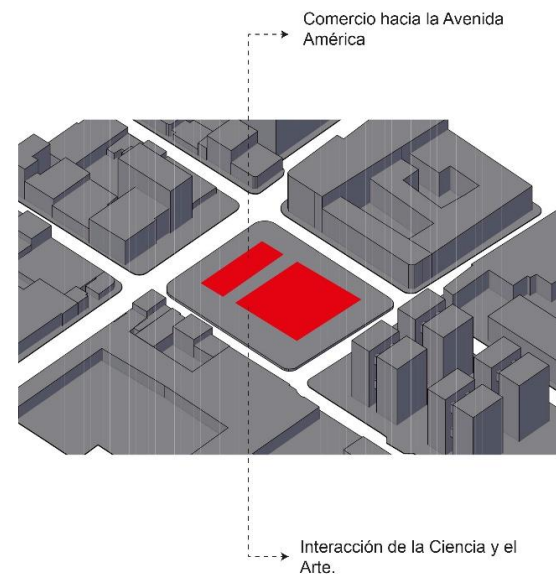 Comercio hacia la Avenida
América
Interacción de la Ciencia y el
Arte.